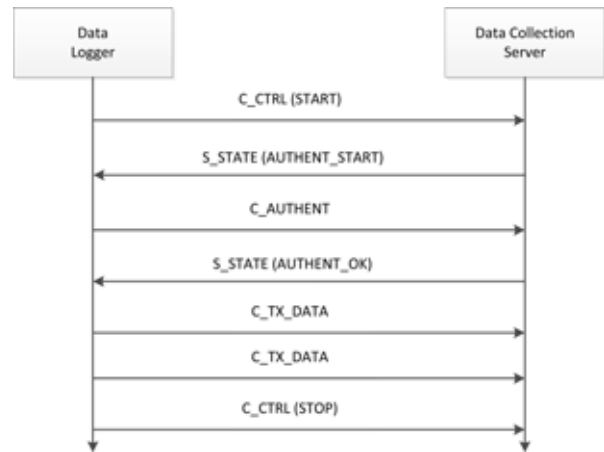 Data
Logger
Data Collection
Server
C_CTRL (START)
S_STATE (AUTHENT_START)
C_AUTHENT
S_STATE (AUTHENT_OK)
C_TX_DATA
C_TX_DATA
C_CTRL (STOP)